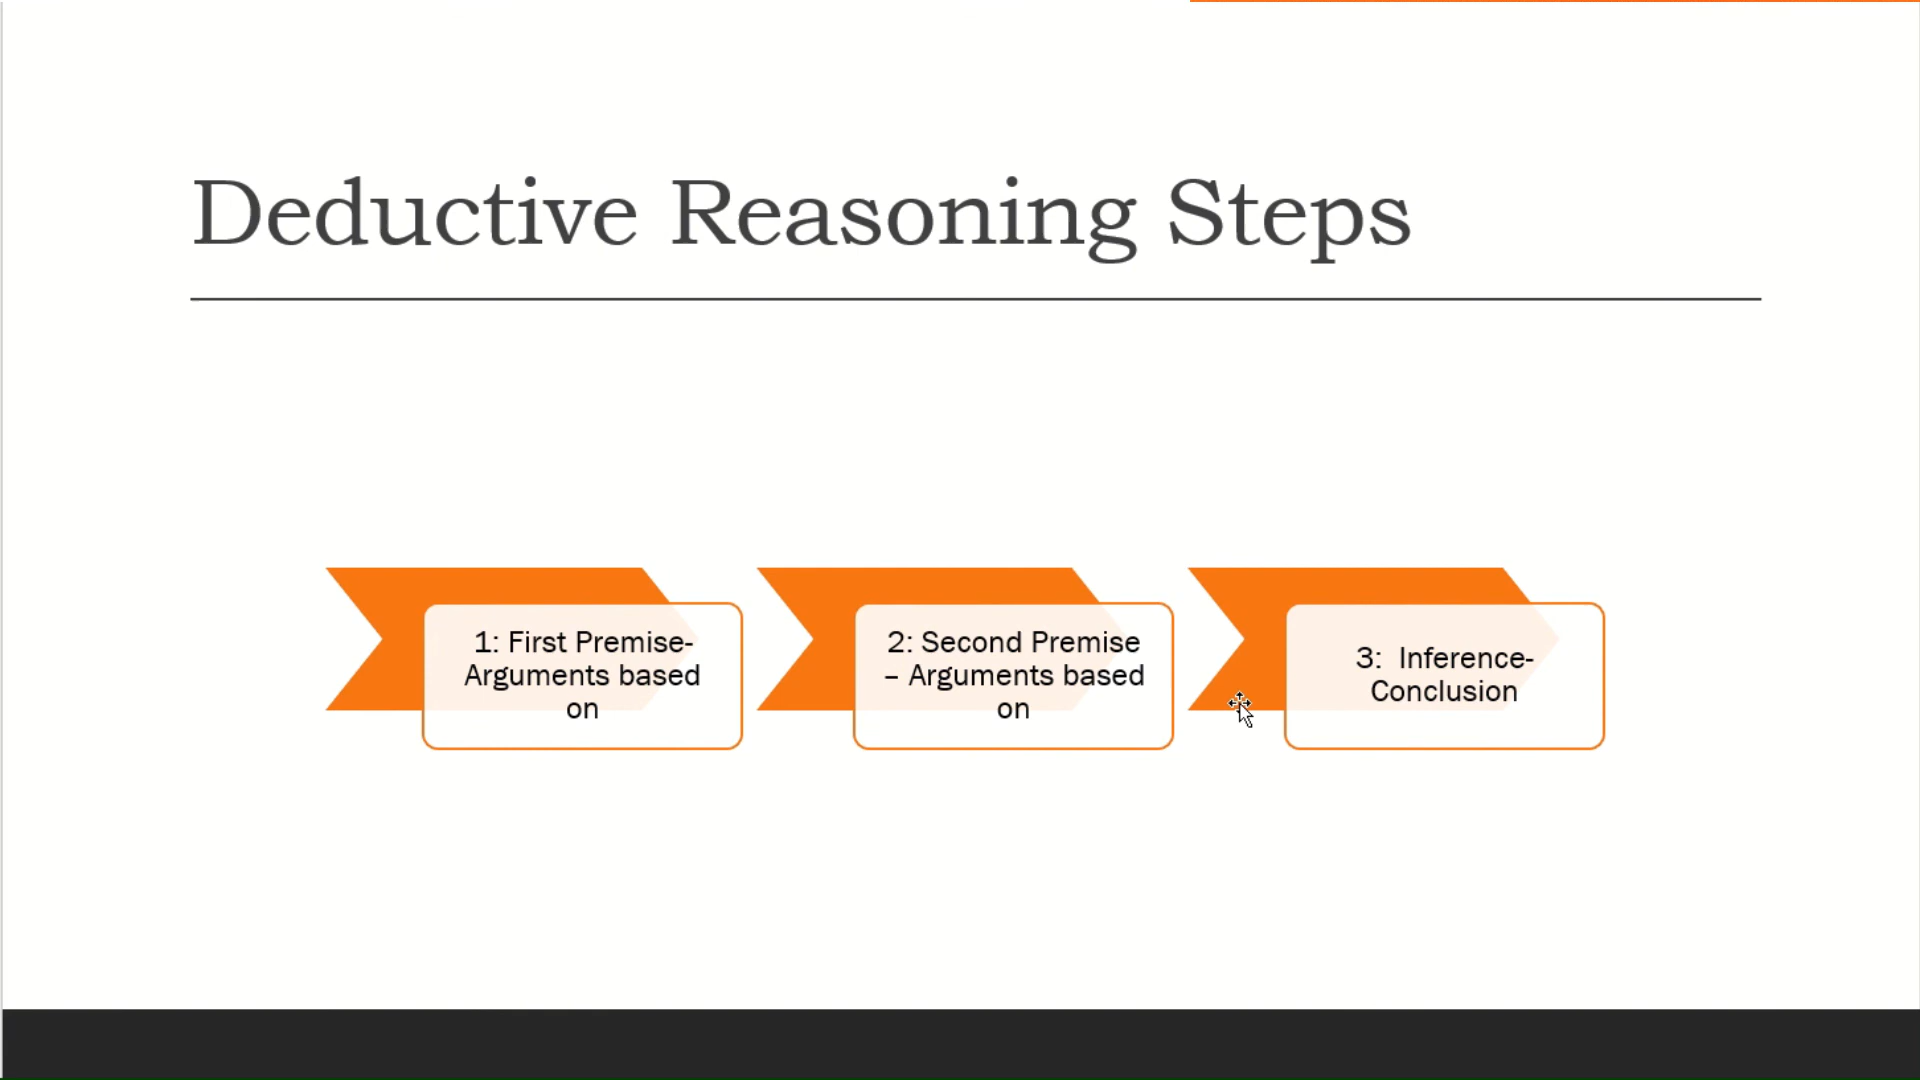 Deductive Reasoning Steps
1: First Premise-
Arguments based
on
2: Second Premise
– Arguments based
on
3:  Inference-
Conclusion